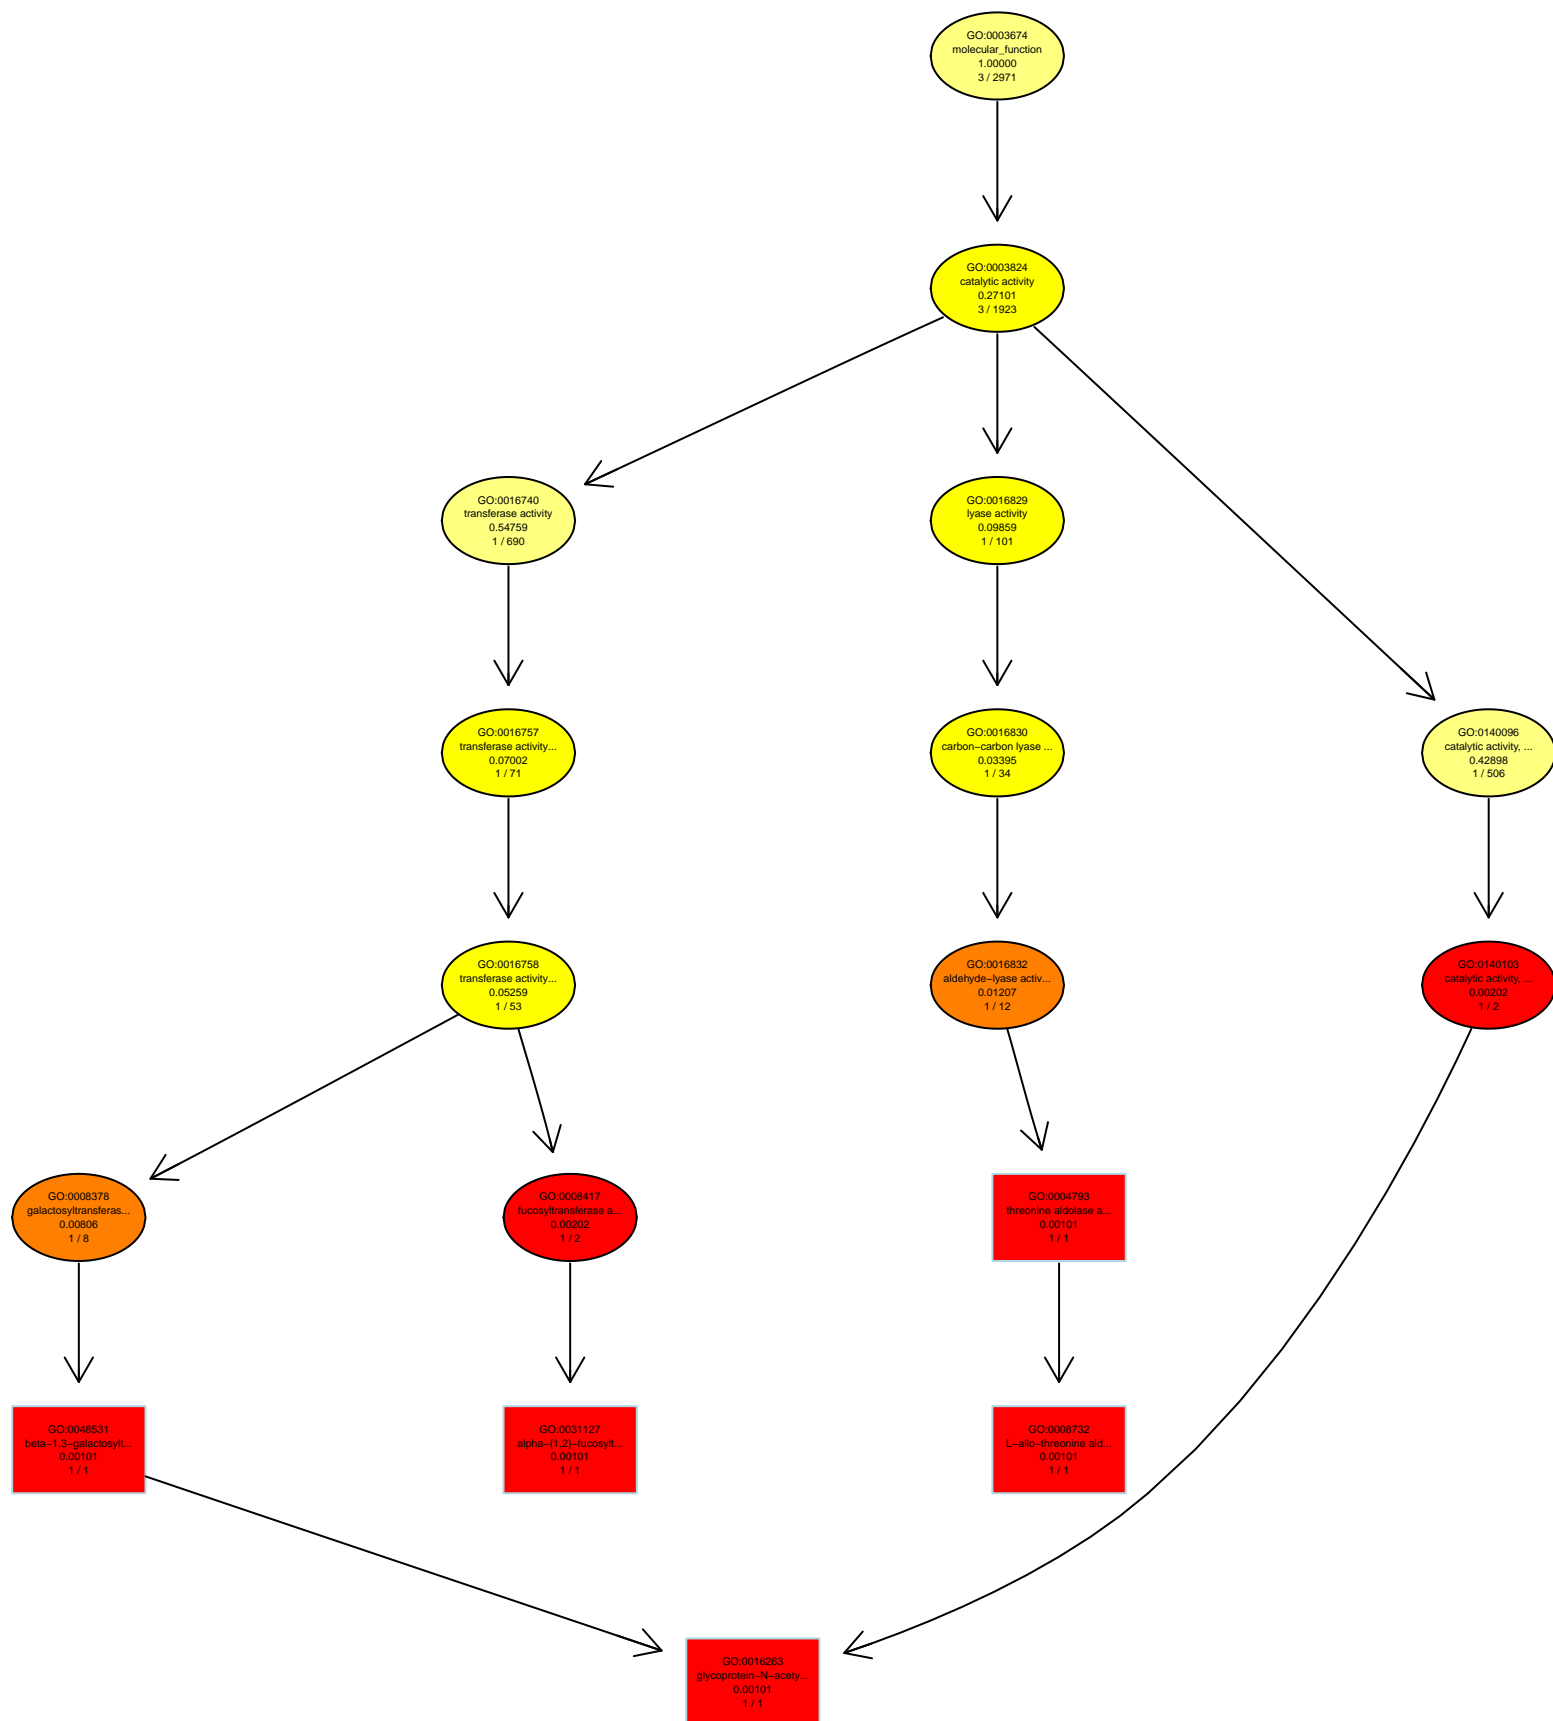 GO:0003674
molecular_function
1.00000
3 / 2971
GO:0003824
catalytic activity
0.27101
3 / 1923
GO:0016740
transferase activity
0.54759
1 / 690
GO:0016829
lyase activity
0.09859
1 / 101
GO:0016757
transferase activity...
0.07002
1 / 71
GO:0016830
carbon−carbon lyase ...
0.03395
1 / 34
GO:0140096
catalytic activity, ...
0.42898
1 / 506
GO:0016758
transferase activity...
0.05259
1 / 53
GO:0016832
aldehyde−lyase activ...
0.01207
1 / 12
GO:0140103
catalytic activity, ...
0.00202
1 / 2
GO:0008378
galactosyltransferas...
0.00806
1 / 8
GO:0008417
fucosyltransferase a...
0.00202
1 / 2
GO:0004793
threonine aldolase a...
0.00101
1 / 1
GO:0048531
beta−1,3−galactosylt...
0.00101
1 / 1
GO:0031127
alpha−(1,2)−fucosylt...
0.00101
1 / 1
GO:0008732
L−allo−threonine ald...
0.00101
1 / 1
GO:0016263
glycoprotein−N−acety...
0.00101
1 / 1